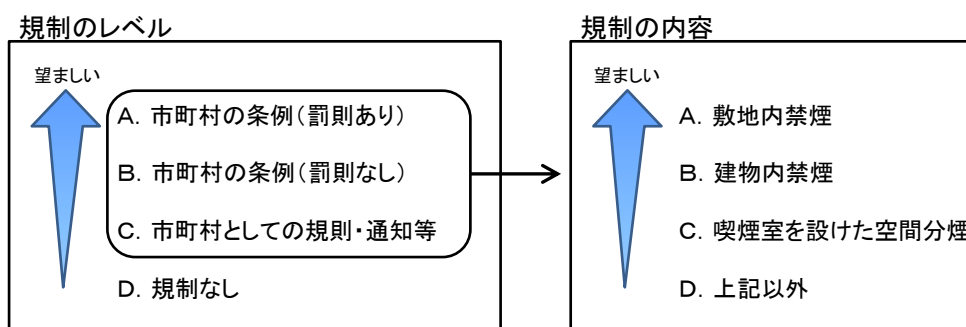 規制のレベル
望ましい
A. 市町村の条例（罰則あり）
B. 市町村の条例（罰則なし）
C. 市町村としての規則・通知等
D. 規制なし
規制の内容
望ましい
A. 敷地内禁煙
B. 建物内禁煙
C. 喫煙室を設けた空間分煙
D. 上記以外